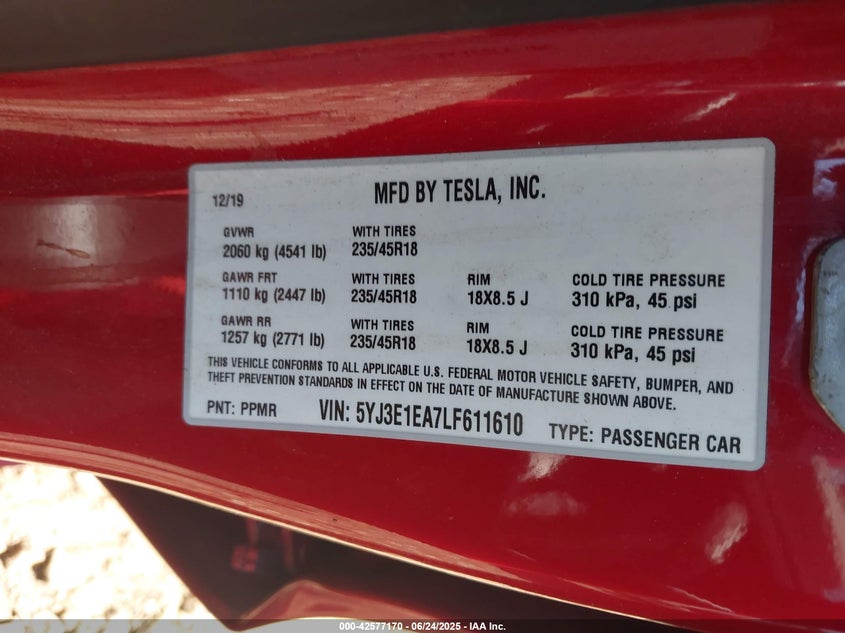 12/19 MFD BY TESLA, INC.
GVWR WITH TIRES
2060 kg (4541 lb) 235/45R18
GAWR FRT WITH TIRES RIM COLD TIRE PRESSURE
1110 kg (2447 lb) 235/45R18 18X8.5 J 310 kPa, 45 psi
GAWR RR WITH TIRES RIM COLD TIRE PRESSURE
1257 kg (2771 lb) 235/45R18 18X8.5 J 310 kPa, 45 psi
THIS VEHICLE CONFORMS TO ALL APPLICABLE U.S. FEDERAL MOTOR VEHICLE SAFETY, BUMPER, AND
THEFT PREVENTION STANDARDS IN EFFECT ON THE DATE OF MANUFACTURE SHOWN ABOVE.
PNT: PPMR VIN: 5YJ3E1EA7LF611610 TYPE: PASSENGER CAR
000-42577170 - 06/24/2025 - IAA Inc.